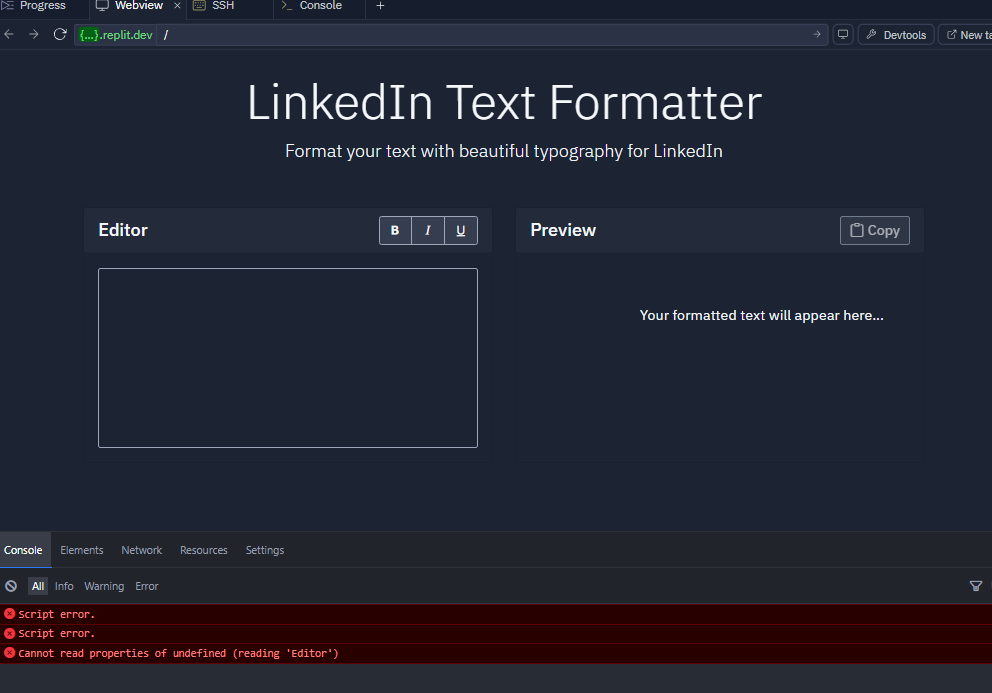 Progress Webview × SSH Console +
{...}.replit.dev / Devtools New ta
LinkedIn Text Formatter
Format your text with beautiful typography for LinkedIn
Editor B I U
Preview Copy
Your formatted text will appear here...
Console Elements Network Resources Settings
All Info Warning Error
Script error.
Script error.
Cannot read properties of undefined (reading 'Editor')